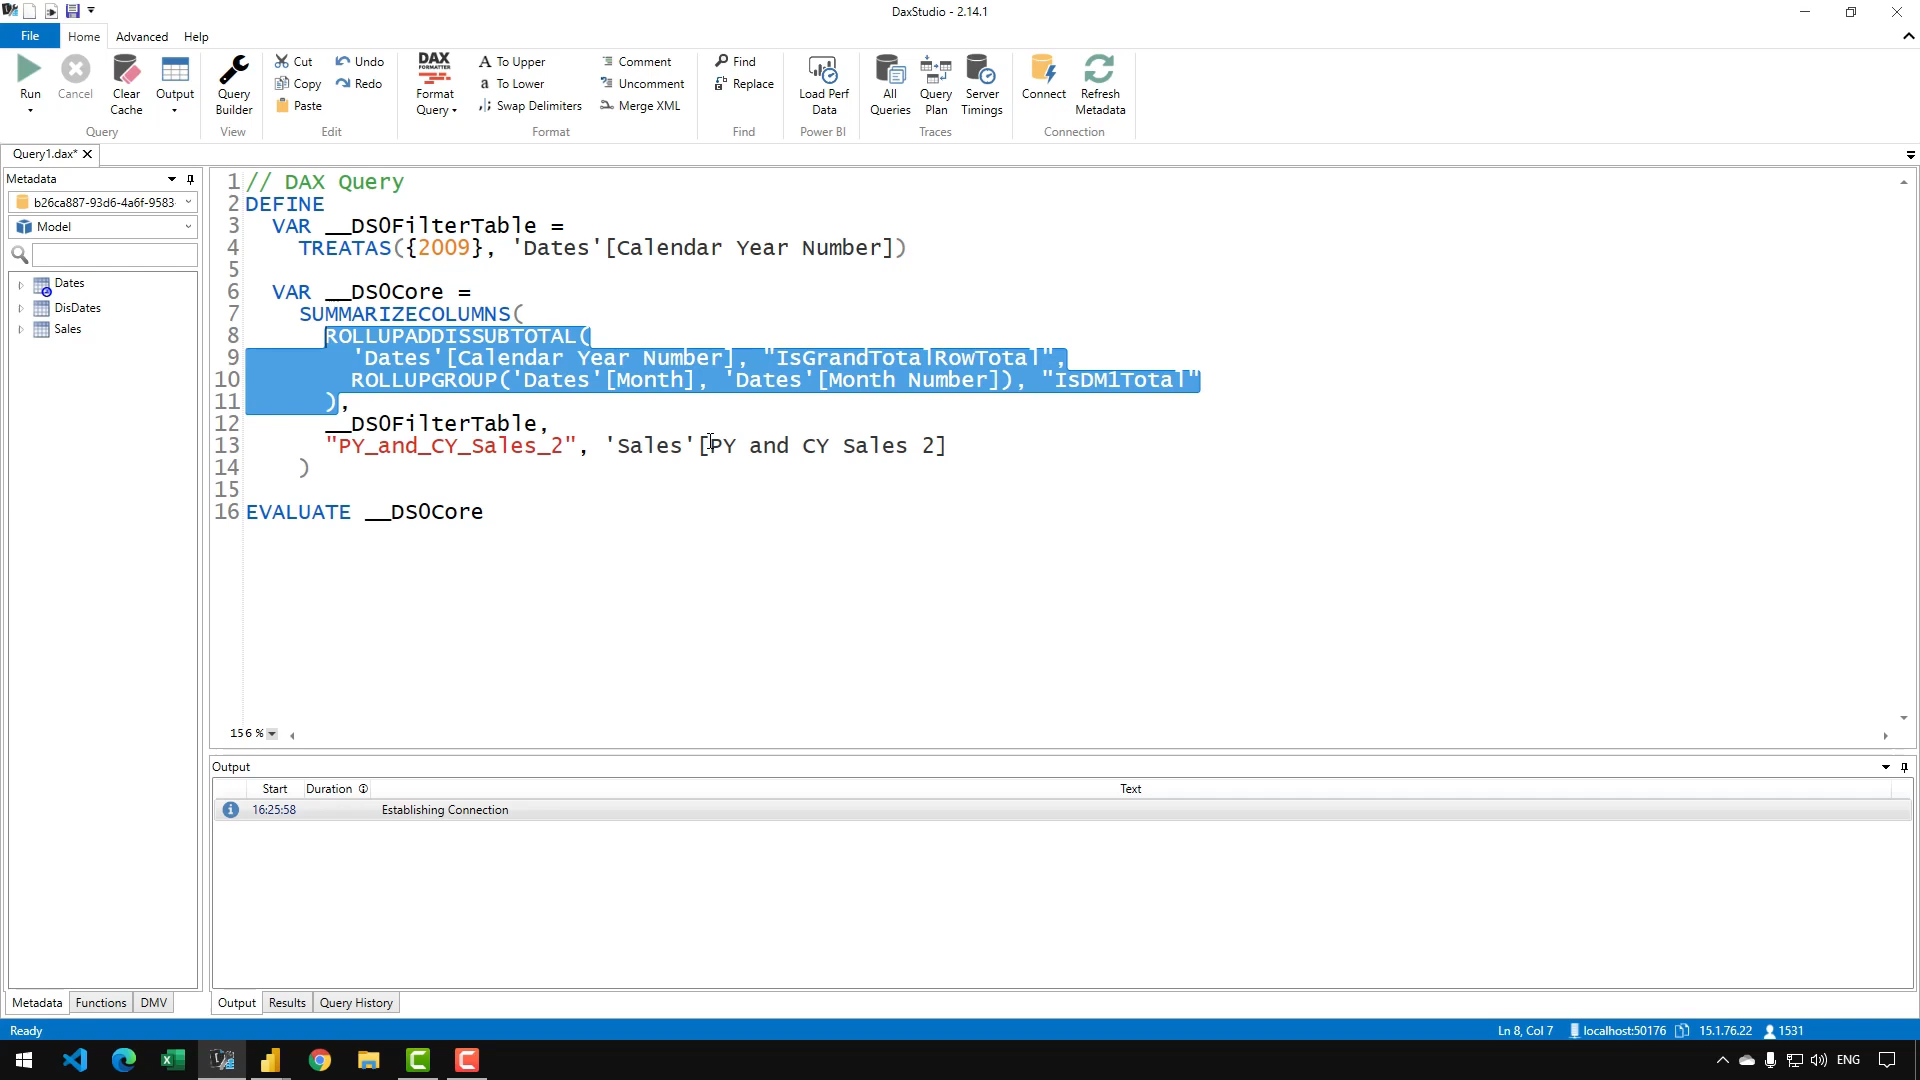 DaxStudio - 2.14.1
File Home Advanced Help
Run
Cancel
Clear
Cache
Output
Query
Query
Builder
View
Cut
Copy
Paste
Undo
Redo
Edit
DAX
FORMATTER
Format
Query
A To Upper
a To Lower
Swap Delimiters
Comment
Uncomment
Merge XML
Format
Find
Replace
Find
Load Perf
Data
Power BI
All
Queries
Query
Plan
Server
Timings
Traces
Connect
Refresh
Metadata
Connection
Query1.dax*
Metadata
b26ca887-93d6-4a6f-9583-
Model
Dates
DisDates
Sales
1 // DAX Query
2 DEFINE
3 VAR __DS0FilterTable =
4 TREATAS({2009}, 'Dates'[Calendar Year Number])
5
6 VAR __DS0Core =
7 SUMMARIZECOLUMNS(
8 ROLLUPADDISSUBTOTAL(
9 'Dates'[Calendar Year Number], "IsGrandTotalRowTotal",
10 ROLLUPGROUP('Dates'[Month], 'Dates'[Month Number]), "IsDM1Total"
11 ),
12 __DS0FilterTable,
13 "PY_and_CY_Sales_2", 'Sales'[PY and CY Sales 2]
14 )
15
16 EVALUATE __DS0Core
156 %
Output
Start Duration Text
16:25:58 Establishing Connection
Metadata Functions DMV
Output Results Query History
Ready
Ln 8, Col 7 localhost:50176 15.1.76.22 1531
ENG